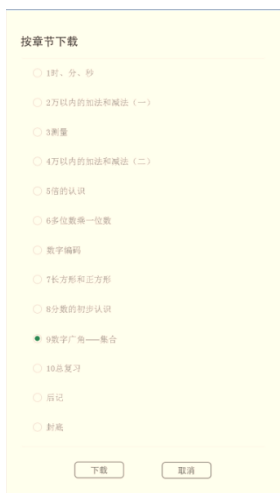 按章节下载
1时、分、秒
2万以内的加法和减法（一）
3测量
4万以内的加法和减法（二）
5倍的认识
6多位数乘一位数
数字编码
7长方形和正方形
8分数的初步认识
9数学广角——集合
10总复习
后记
封底
下载
取消